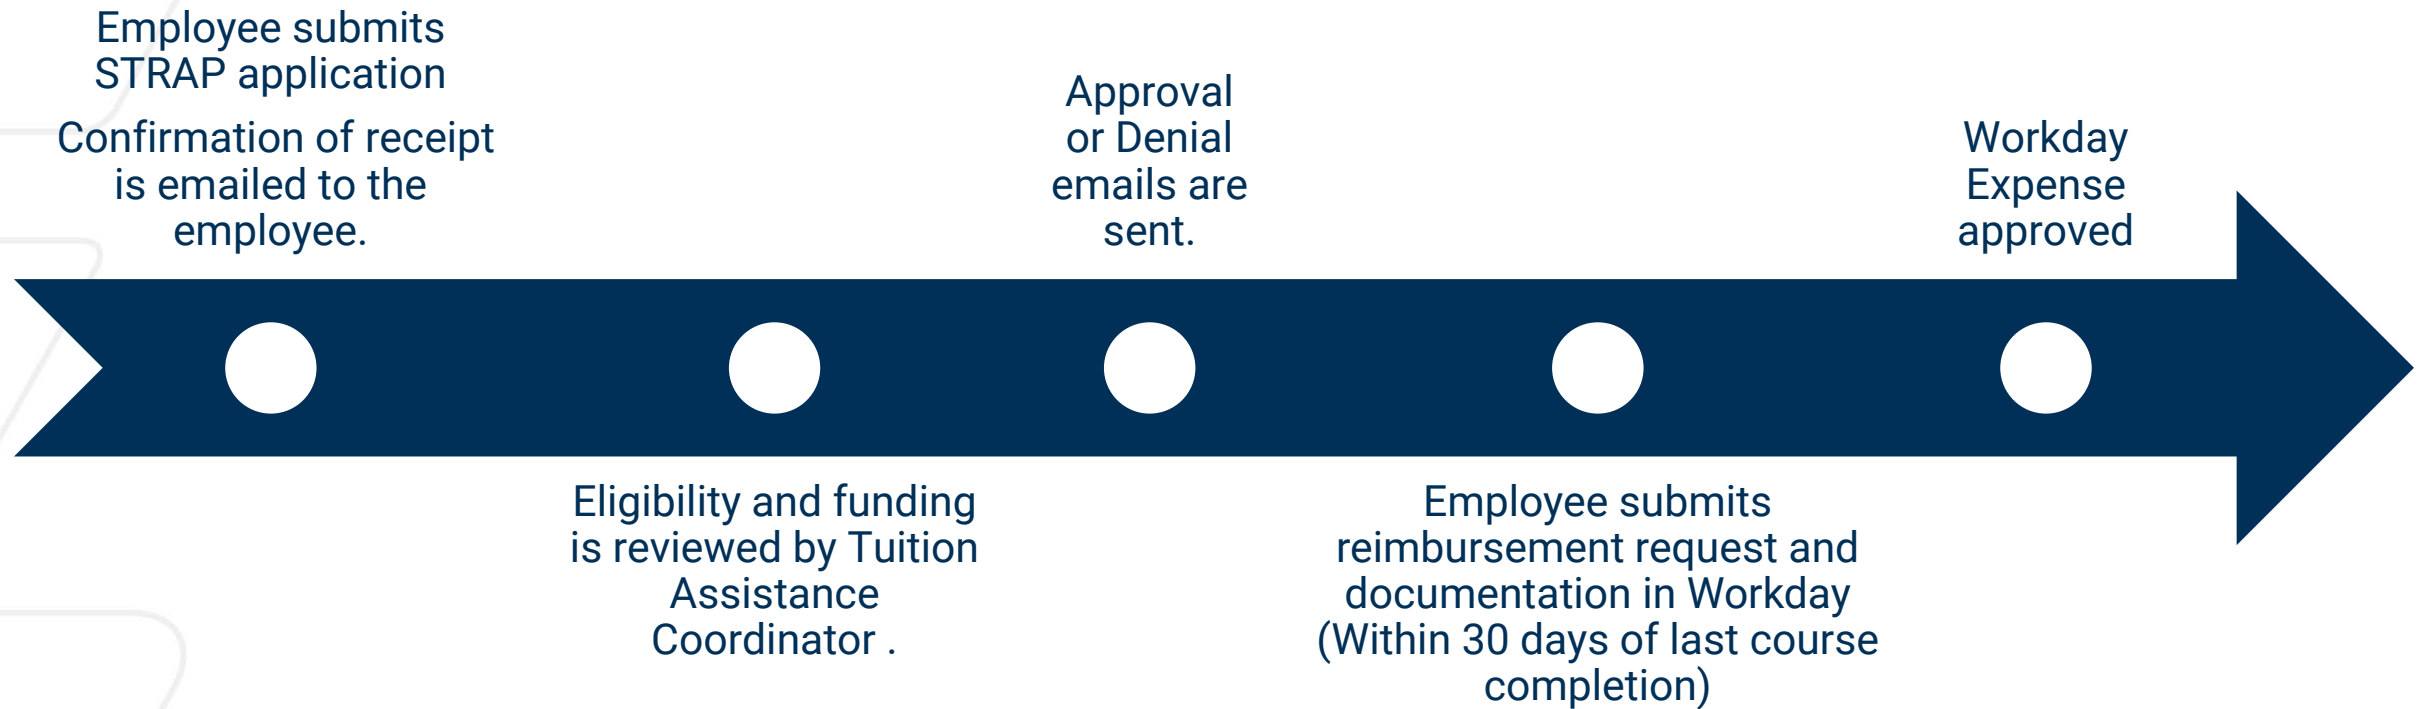 Employee submits
STRAP application
Confirmation of receipt
is emailed to the
employee.
Eligibility and funding
is reviewed by Tuition
Assistance
Coordinator .
Approval
or Denial
emails are
sent.
Employee submits
reimbursement request and
documentation in Workday
(Within 30 days of last course
completion)
Workday
Expense
approved